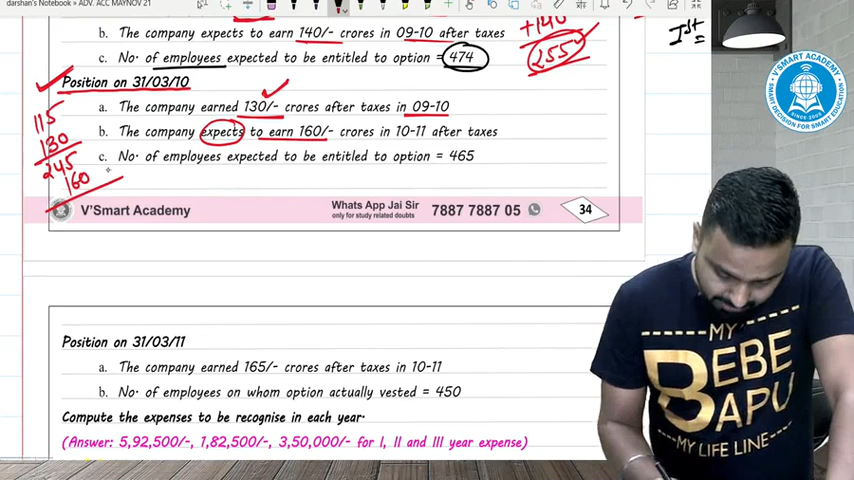 darshan's Notebook » ADV. ACC MAYNOV 21
b. The company expects to earn 140/- crores in 09-10 after taxes
c. No. of employees expected to be entitled to option = 474
+140
255
Ist
Position on 31/03/10
a. The company earned 130/- crores after taxes in 09-10
b. The company expects to earn 160/- crores in 10-11 after taxes
c. No. of employees expected to be entitled to option = 465
115
130
245
160
V'Smart Academy
Whats App Jai Sir
only for study related doubts
7887 7887 05
34
Position on 31/03/11
a. The company earned 165/- crores after taxes in 10-11
b. No. of employees on whom option actually vested = 450
Compute the expenses to be recognise in each year.
(Answer: 5,92,500/-, 1,82,500/-, 3,50,000/- for I, II and III year expense)
V'SMART ACADEMY
SMART DECISION FOR SMART EDUCATION
MY
BEBE
BAPU
MY LIFE LINE